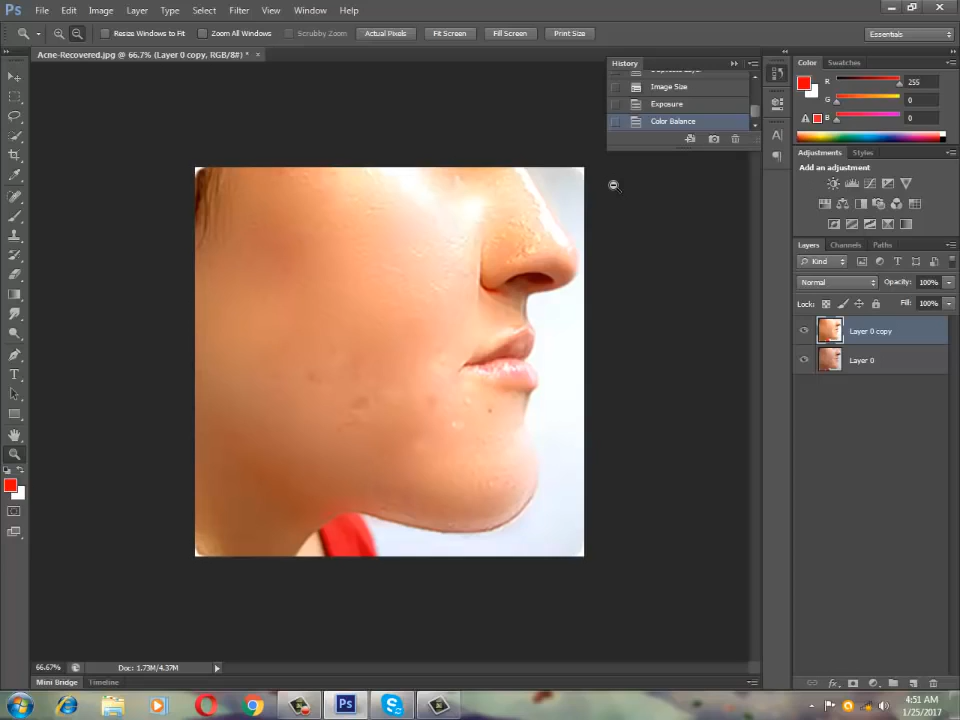 Ps File Edit Image Layer Type Select Filter View Window Help
Resize Windows to Fit Zoom All Windows Scrubby Zoom Actual Pixels Fit Screen Fill Screen Print Size Essentials
Acne-Recovered.jpg @ 66.7% (Layer 0 copy, RGB/8#) * ×
History
Image Size
Exposure
Color Balance
Color Swatches
R 255
G 0
B 0
Adjustments Styles
Add an adjustment
Layers Channels Paths
Kind
Normal Opacity: 100%
Lock: Fill: 100%
Layer 0 copy
Layer 0
66.67% Doc: 1.73M/4.37M
Mini Bridge Timeline
Ps
4:51 AM
1/25/2017